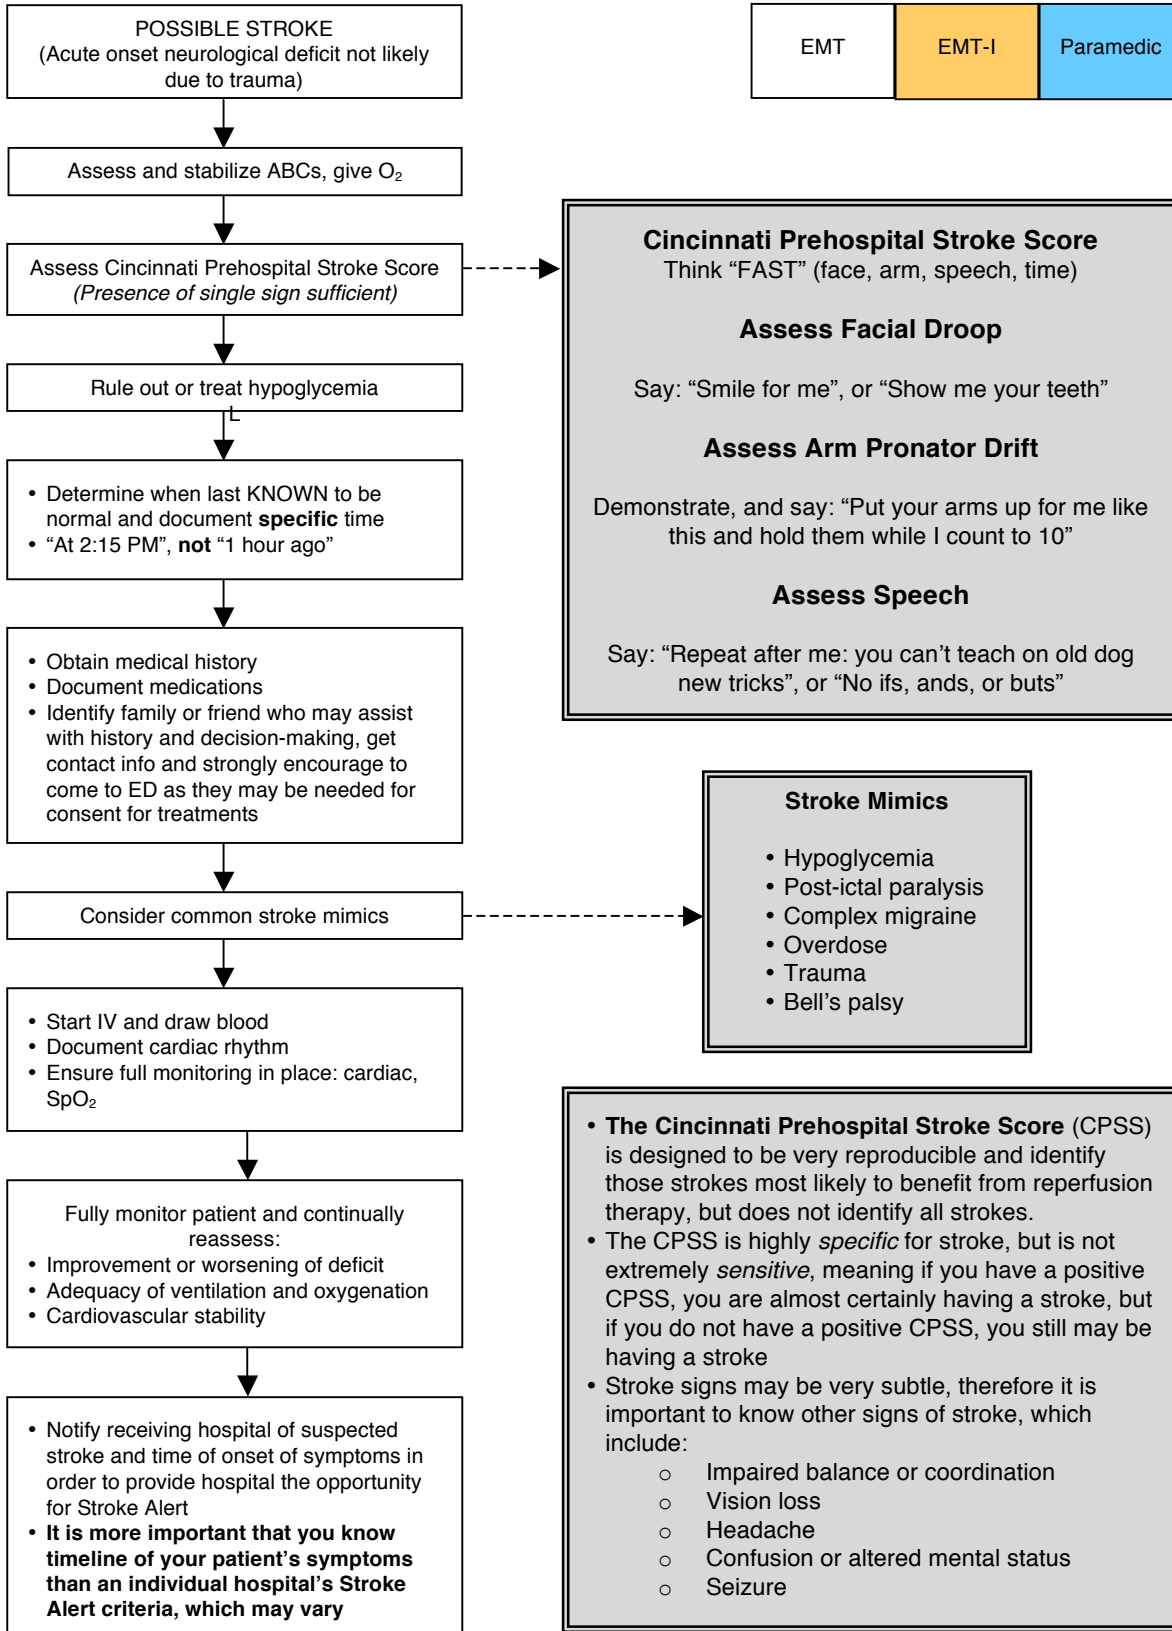 POSSIBLE STROKE
(Acute onset neurological deficit not likely
due to trauma)
EMT
EMT-I
Paramedic
Assess and stabilize ABCs, give O₂
Assess Cincinnati Prehospital Stroke Score
(Presence of single sign sufficient)
Rule out or treat hypoglycemia
L
• Determine when last KNOWN to be
normal and document specific time
• “At 2:15 PM”, not “1 hour ago”
• Obtain medical history
• Document medications
• Identify family or friend who may assist
with history and decision-making, get
contact info and strongly encourage to
come to ED as they may be needed for
consent for treatments
Consider common stroke mimics
• Start IV and draw blood
• Document cardiac rhythm
• Ensure full monitoring in place: cardiac,
SpO₂
Fully monitor patient and continually
reassess:
• Improvement or worsening of deficit
• Adequacy of ventilation and oxygenation
• Cardiovascular stability
• Notify receiving hospital of suspected
stroke and time of onset of symptoms in
order to provide hospital the opportunity
for Stroke Alert
• It is more important that you know
timeline of your patient’s symptoms
than an individual hospital’s Stroke
Alert criteria, which may vary
Cincinnati Prehospital Stroke Score
Think “FAST” (face, arm, speech, time)
Assess Facial Droop
Say: “Smile for me”, or “Show me your teeth”
Assess Arm Pronator Drift
Demonstrate, and say: “Put your arms up for me like
this and hold them while I count to 10”
Assess Speech
Say: “Repeat after me: you can’t teach on old dog
new tricks”, or “No ifs, ands, or buts”
Stroke Mimics
• Hypoglycemia
• Post-ictal paralysis
• Complex migraine
• Overdose
• Trauma
• Bell’s palsy
• The Cincinnati Prehospital Stroke Score (CPSS)
is designed to be very reproducible and identify
those strokes most likely to benefit from reperfusion
therapy, but does not identify all strokes.
• The CPSS is highly specific for stroke, but is not
extremely sensitive, meaning if you have a positive
CPSS, you are almost certainly having a stroke, but
if you do not have a positive CPSS, you still may be
having a stroke
• Stroke signs may be very subtle, therefore it is
important to know other signs of stroke, which
include:
o Impaired balance or coordination
o Vision loss
o Headache
o Confusion or altered mental status
o Seizure